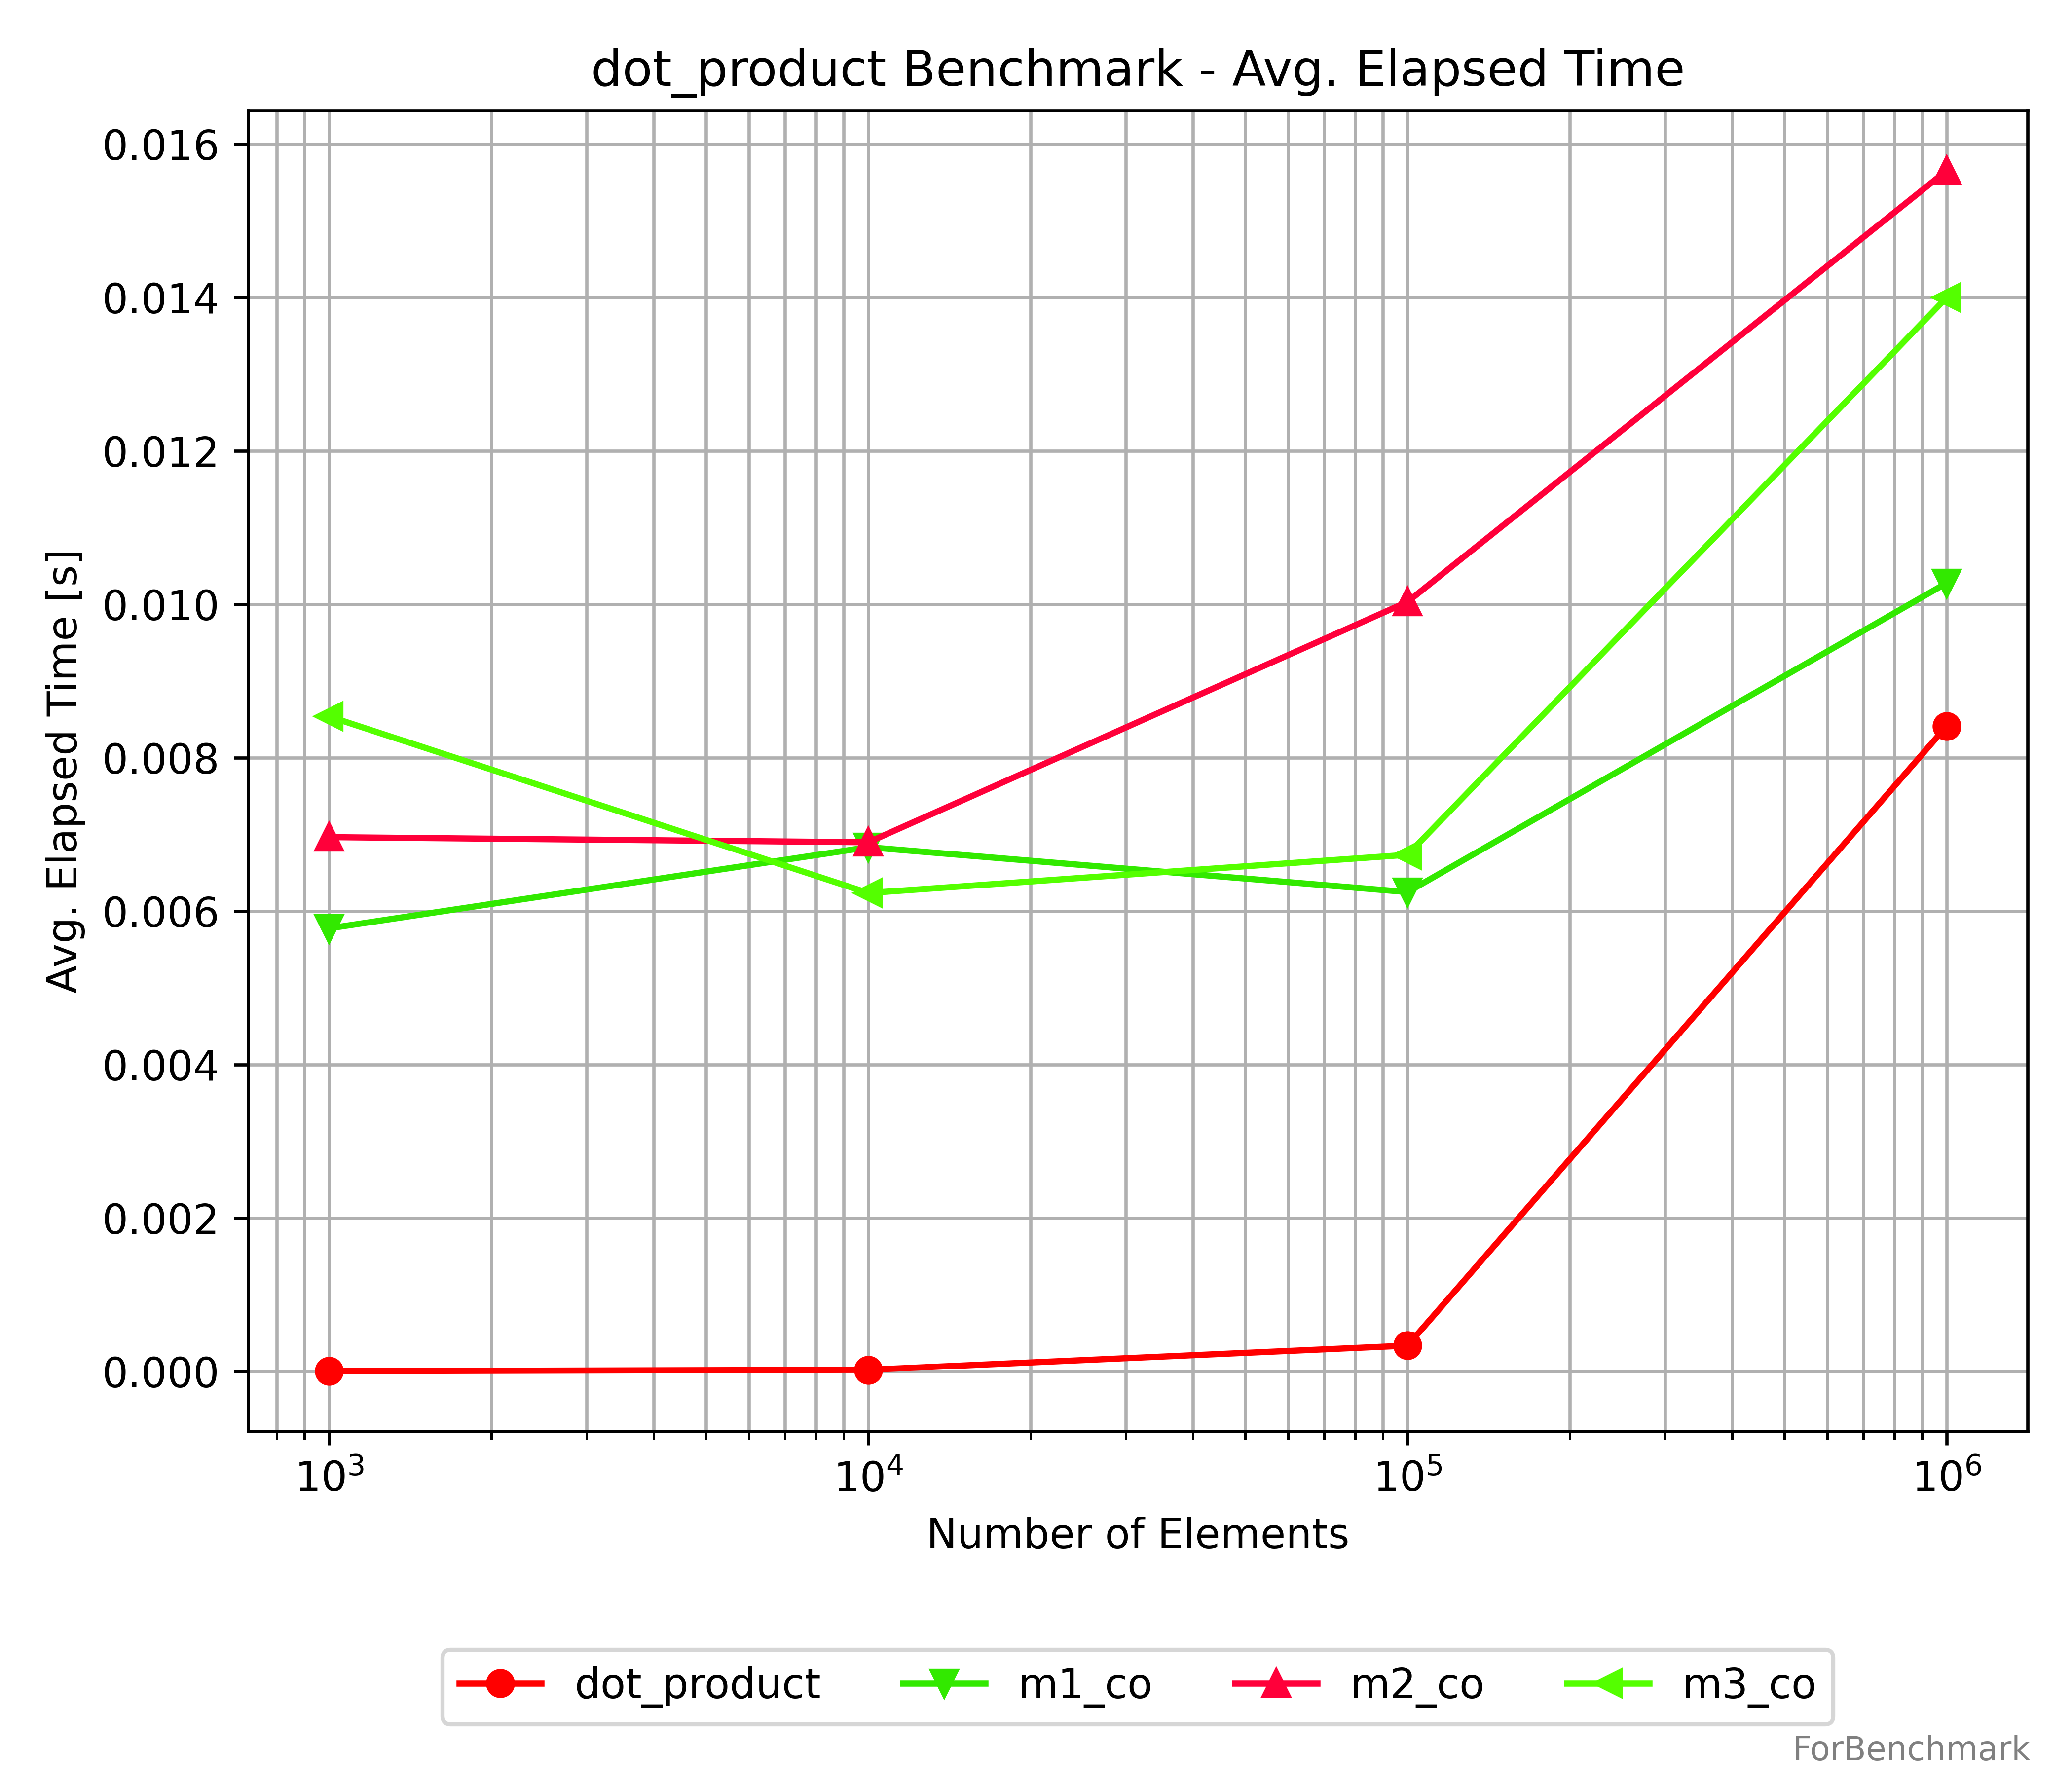 dot_product Benchmark - Avg. Elapsed Time
Avg. Elapsed Time [s]
0.016
0.014
0.012
0.010
0.008
0.006
0.004
0.002
0.000
10³ 10⁴ 10⁵ 10⁶
Number of Elements
dot_product m1_co m2_co m3_co
ForBenchmark